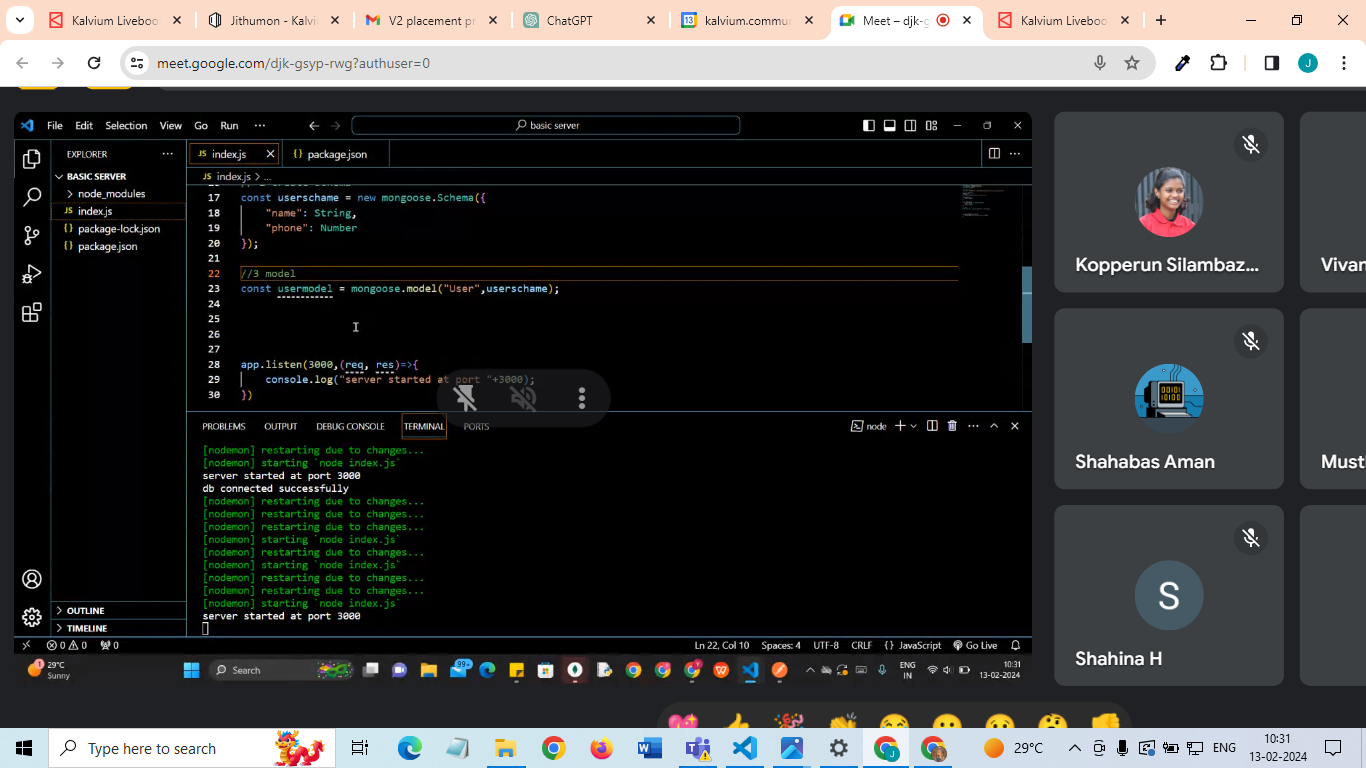 Kalvium Liveboo
Jithumon - Kalvi
V2 placement pr
ChatGPT
kalvium.commun
Meet – djk-g
Kalvium Liveboo
meet.google.com/djk-gsyp-rwg?authuser=0
J
File Edit Selection View Go Run ...
basic server
EXPLORER
BASIC SERVER
node_modules
JS index.js
{} package-lock.json
{} package.json
JS index.js
{} package.json
JS index.js > ...
17 const userschame = new mongoose.Schema({
18 "name": String,
19 "phone": Number
20 });
21
22 //3 model
23 const usermodel = mongoose.model("User",userschame);
24
25
26
27
28 app.listen(3000,(req, res)=>{
29 console.log("server started at port "+3000);
30 })
PROBLEMS OUTPUT DEBUG CONSOLE TERMINAL PORTS
node
[nodemon] restarting due to changes...
[nodemon] starting `node index.js`
server started at port 3000
db connected successfully
[nodemon] restarting due to changes...
[nodemon] restarting due to changes...
[nodemon] restarting due to changes...
[nodemon] starting `node index.js`
[nodemon] restarting due to changes...
[nodemon] starting `node index.js`
[nodemon] restarting due to changes...
[nodemon] restarting due to changes...
[nodemon] starting `node index.js`
server started at port 3000
OUTLINE
TIMELINE
0 0 0
Ln 22, Col 10 Spaces: 4 UTF-8 CRLF {} JavaScript Go Live
1 29°C
Sunny
Search
99+
ENG
IN
10:31
13-02-2024
Kopperun Silambaz...
Vivan
Shahabas Aman
Must
S
Shahina H
Type here to search
29°C
ENG
10:31
13-02-2024